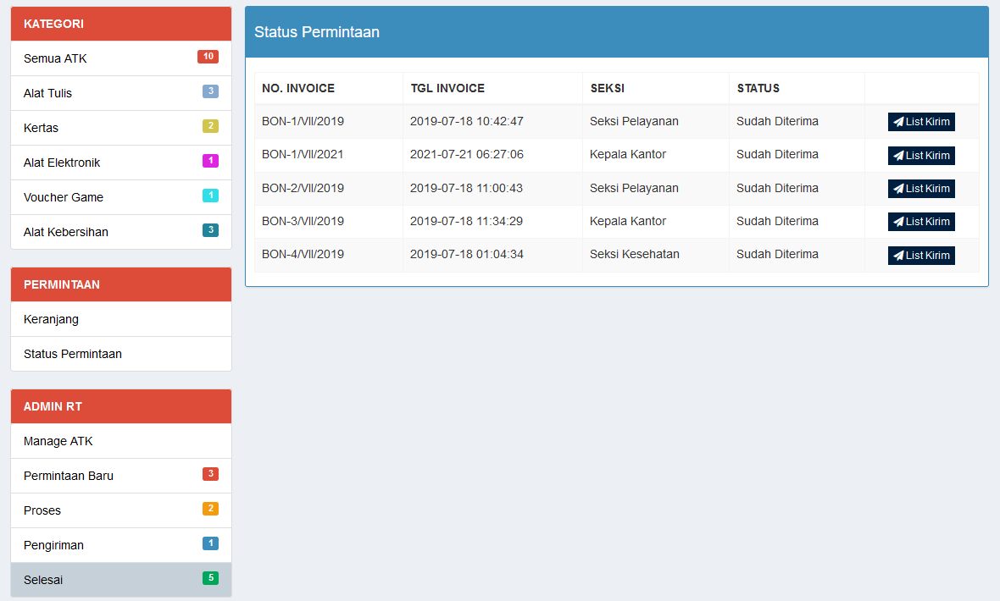 KATEGORI
Semua ATK 10
Alat Tulis 3
Kertas 2
Alat Elektronik 1
Voucher Game 1
Alat Kebersihan 3
PERMINTAAN
Keranjang
Status Permintaan
ADMIN RT
Manage ATK
Permintaan Baru 3
Proses 2
Pengiriman 1
Selesai 5
Status Permintaan
NO. INVOICE TGL INVOICE SEKSI STATUS
BON-1/VII/2019 2019-07-18 10:42:47 Seksi Pelayanan Sudah Diterima List Kirim
BON-1/VII/2021 2021-07-21 06:27:06 Kepala Kantor Sudah Diterima List Kirim
BON-2/VII/2019 2019-07-18 11:00:43 Seksi Pelayanan Sudah Diterima List Kirim
BON-3/VII/2019 2019-07-18 11:34:29 Kepala Kantor Sudah Diterima List Kirim
BON-4/VII/2019 2019-07-18 01:04:34 Seksi Kesehatan Sudah Diterima List Kirim